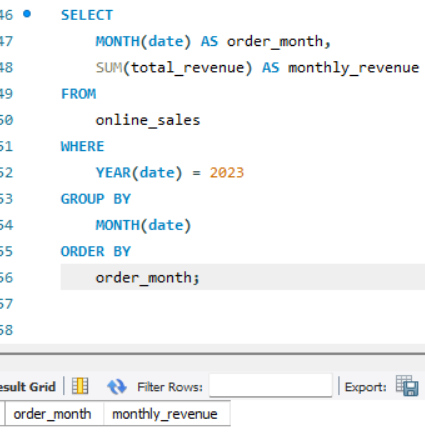 46 SELECT
47 MONTH(date) AS order_month,
48 SUM(total_revenue) AS monthly_revenue
49 FROM
50 online_sales
51 WHERE
52 YEAR(date) = 2023
53 GROUP BY
54 MONTH(date)
55 ORDER BY
56 order_month;
57
58
esult Grid Filter Rows: Export:
order_month monthly_revenue